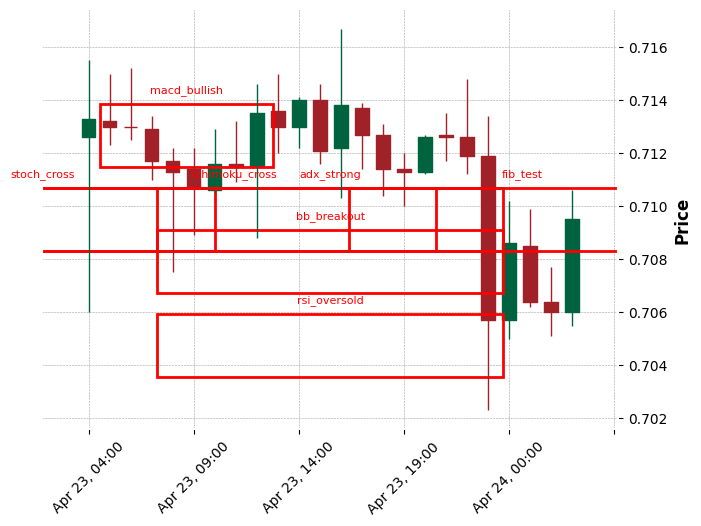 0.716
0.714
0.712
0.710
0.708
0.706
0.704
0.702
Price
macd_bullish
stoch_cross
adx_strong
fib_test
bb_breakout
rsi_oversold
Apr 23, 04:00
Apr 23, 09:00
Apr 23, 14:00
Apr 23, 19:00
Apr 24, 00:00